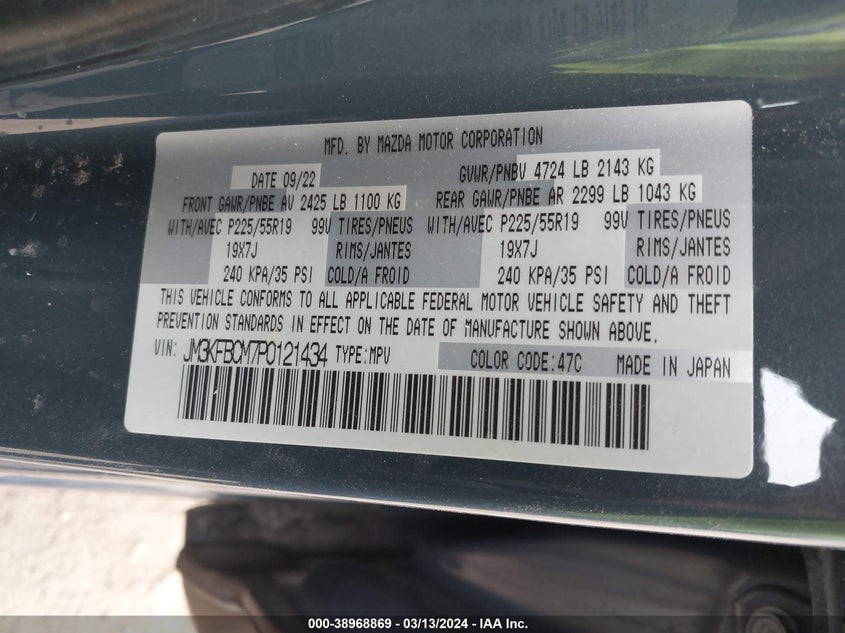 MFD. BY MAZDA MOTOR CORPORATION
DATE 09/22 GVWR/PNBV 4724 LB 2143 KG
FRONT GAWR/PNBE AV 2425 LB 1100 KG REAR GAWR/PNBE AR 2299 LB 1043 KG
WITH/AVEC P225/55R19 99V TIRES/PNEUS WITH/AVEC P225/55R19 99V TIRES/PNEUS
19X7J RIMS/JANTES 19X7J RIMS/JANTES
240 KPA/35 PSI COLD/A FROID 240 KPA/35 PSI COLD/A FROID
THIS VEHICLE CONFORMS TO ALL APPLICABLE FEDERAL MOTOR VEHICLE SAFETY AND THEFT
PREVENTION STANDARDS IN EFFECT ON THE DATE OF MANUFACTURE SHOWN ABOVE.
VIN: JM3KFBCM7P0121434 TYPE:MPV COLOR CODE:47C MADE IN JAPAN
000-38968869 - 03/13/2024 - IAA Inc.